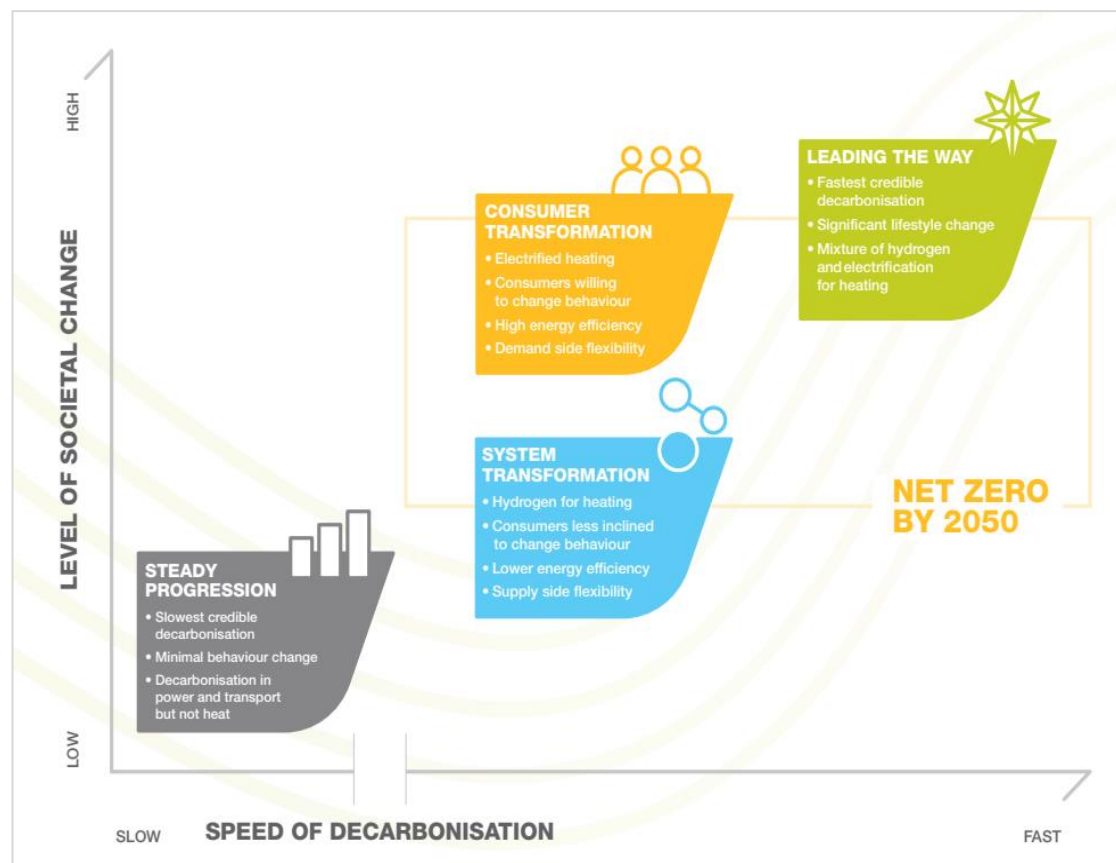 HIGH
LEVEL OF SOCIETAL CHANGE
LOW
LEADING THE WAY
• Fastest credible
decarbonisation
• Significant lifestyle change
• Mixture of hydrogen
and electrification
for heating
CONSUMER
TRANSFORMATION
• Electrified heating
• Consumers willing
to change behaviour
• High energy efficiency
• Demand side flexibility
SYSTEM
TRANSFORMATION
• Hydrogen for heating
• Consumers less inclined
to change behaviour
• Lower energy efficiency
• Supply side flexibility
NET ZERO
BY 2050
STEADY
PROGRESSION
• Slowest credible
decarbonisation
• Minimal behaviour change
• Decarbonisation in
power and transport
but not heat
SLOW
SPEED OF DECARBONISATION
FAST